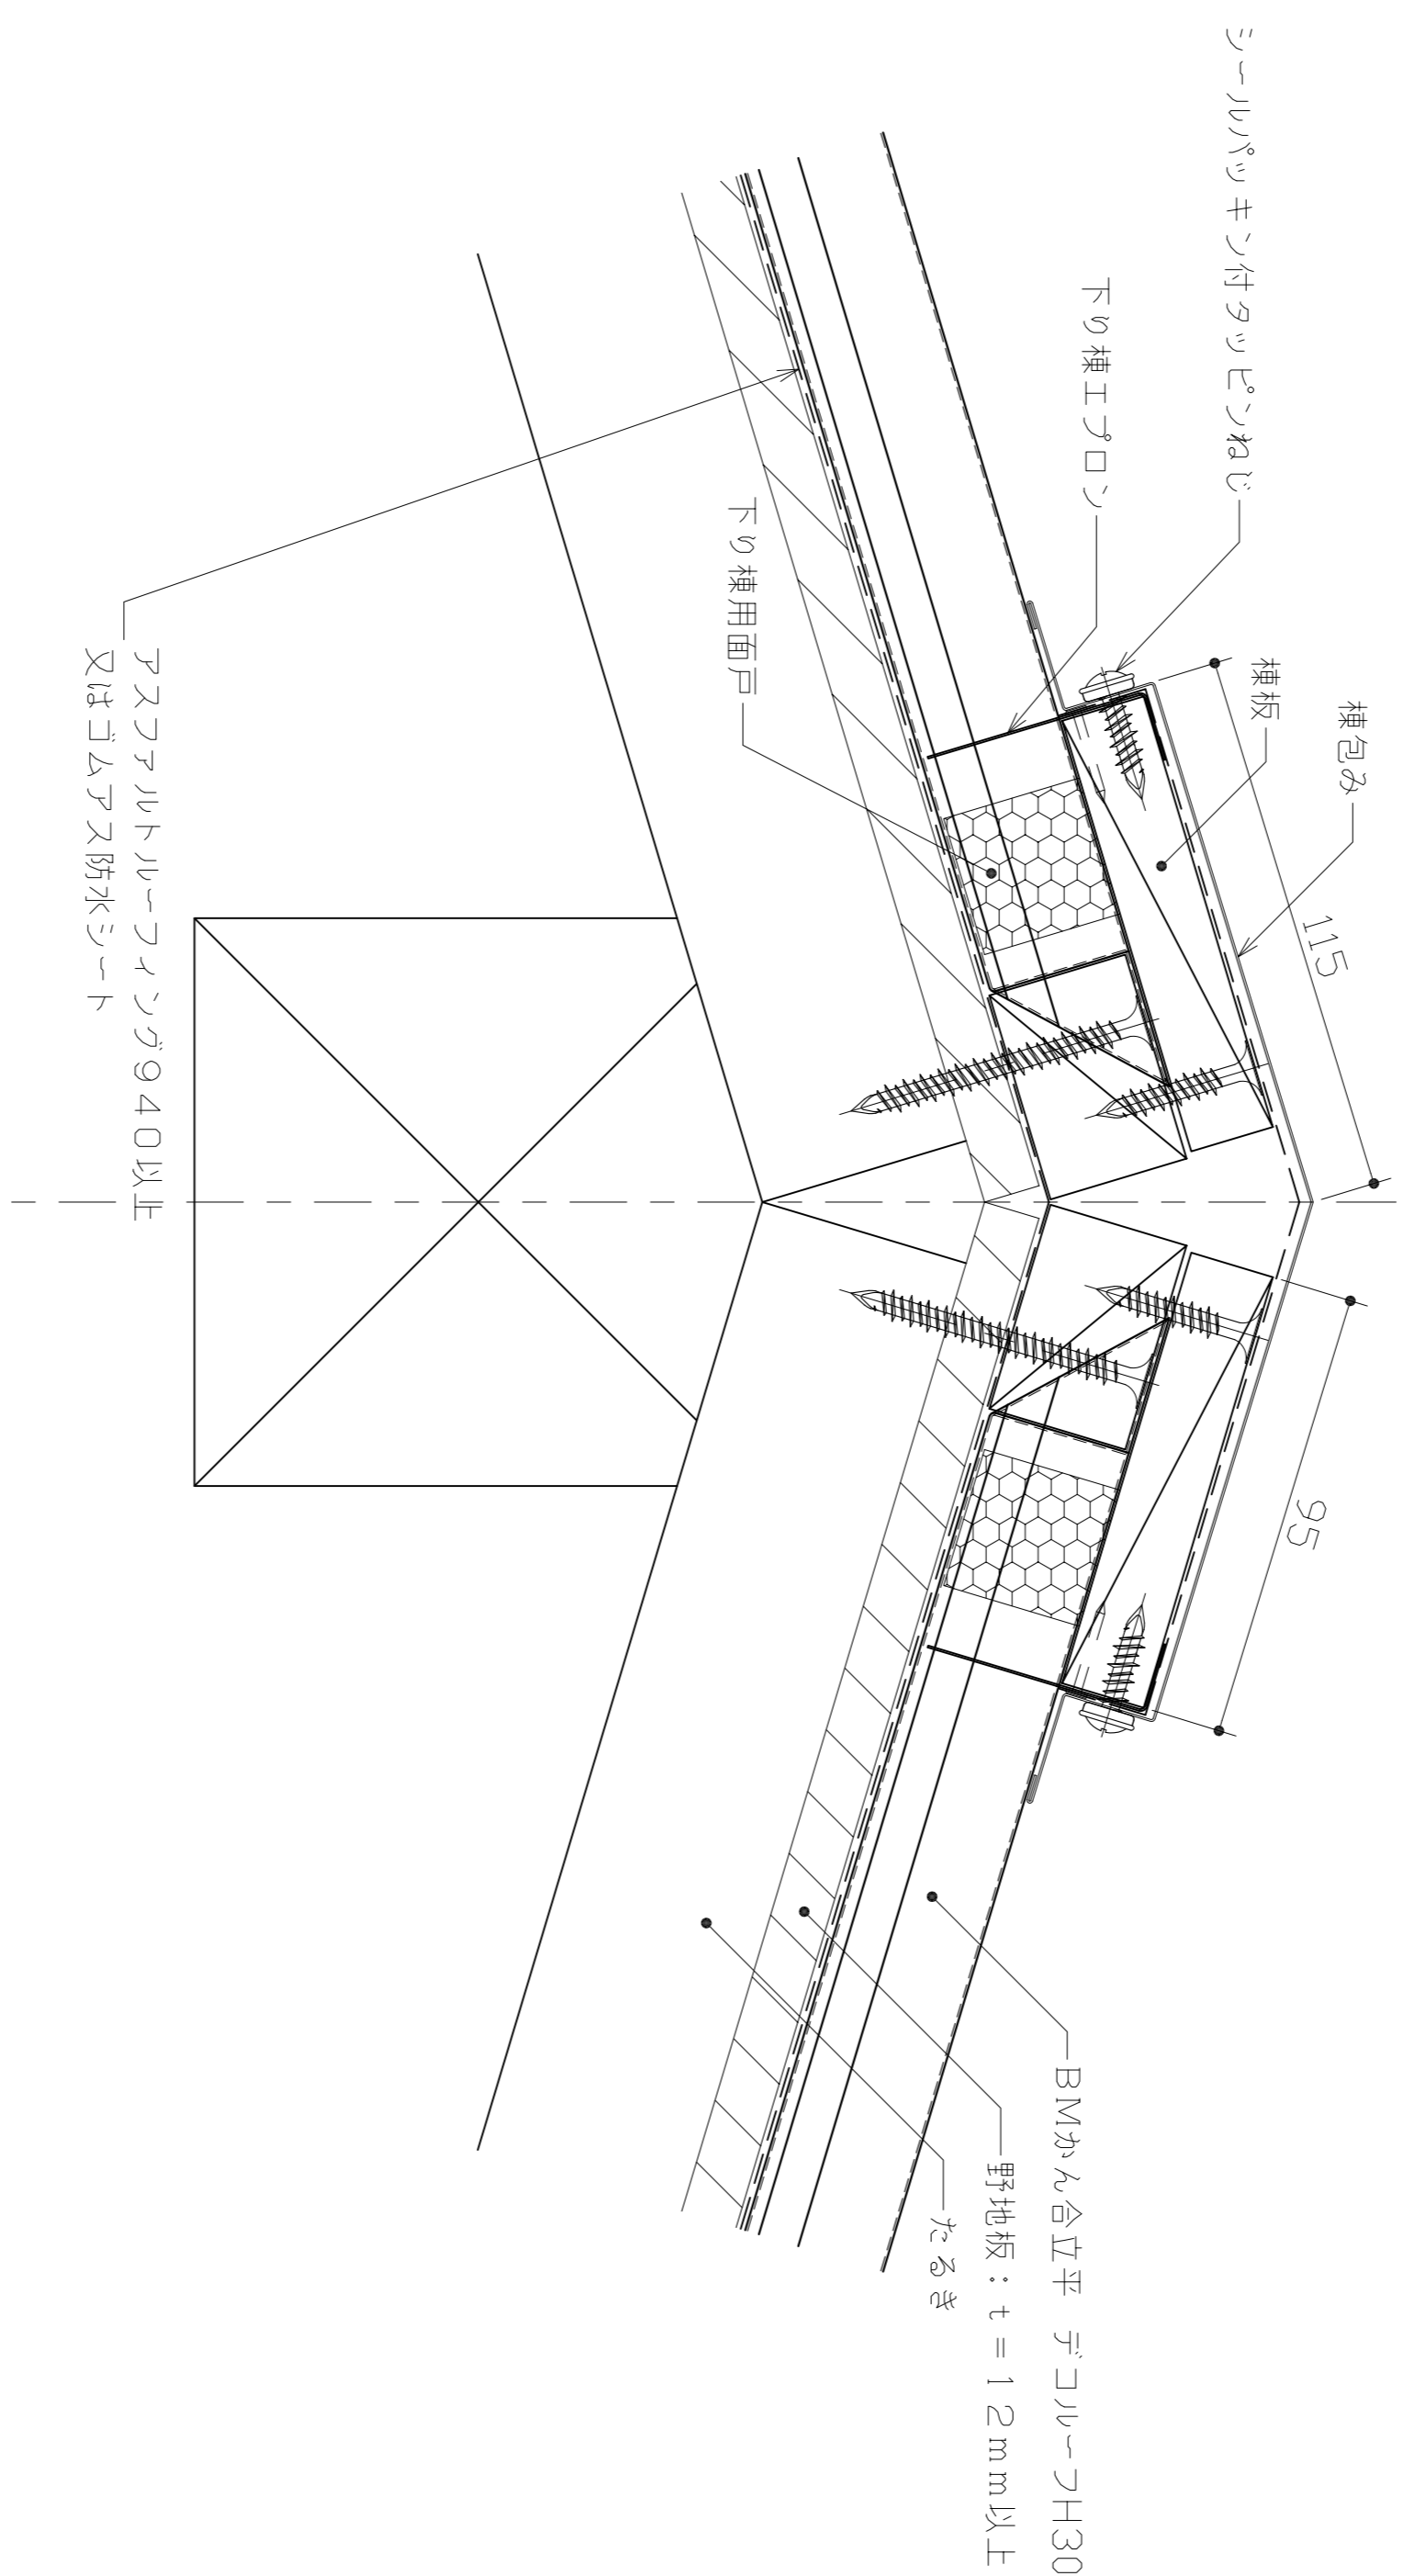 シールパッキン付タッピンねじ
下り棟エプロン
下り棟用面戸
棟板
棟包み
115
95
アスファルトルーフィング940以上
又はゴムアス防水シート
BMかん合立平 デコルーフH30
野地板：t=12mm以上
たるき